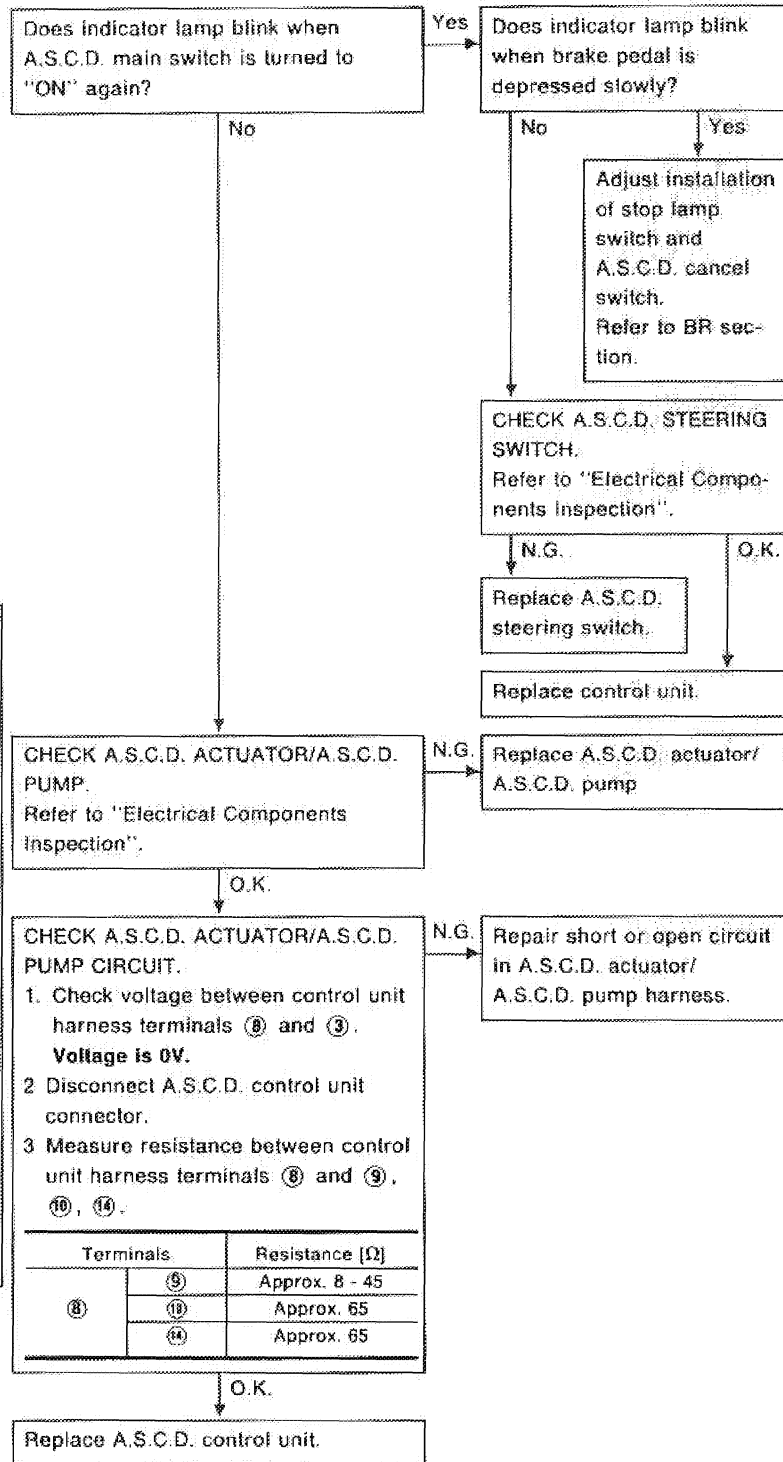 Does indicator lamp blink when
A.S.C.D. main switch is turned to
"ON" again?
Yes
Does indicator lamp blink
when brake pedal is
depressed slowly?
No
No
Yes
Adjust installation
of stop lamp
switch and
A.S.C.D. cancel
switch.
Refer to BR sec-
tion.
CHECK A.S.C.D. STEERING
SWITCH.
Refer to "Electrical Compo-
nents Inspection".
N.G.
O.K.
Replace A.S.C.D.
steering switch.
Replace control unit.
CHECK A.S.C.D. ACTUATOR/A.S.C.D.
PUMP.
Refer to "Electrical Components
Inspection".
N.G.
Replace A.S.C.D. actuator/
A.S.C.D. pump
O.K.
CHECK A.S.C.D. ACTUATOR/A.S.C.D.
PUMP CIRCUIT.
1. Check voltage between control unit
harness terminals ⑧ and ③.
Voltage is 0V.
2 Disconnect A.S.C.D. control unit
connector.
3 Measure resistance between control
unit harness terminals ⑧ and ⑨,
⑩, ⑭.
N.G.
Repair short or open circuit
in A.S.C.D. actuator/
A.S.C.D. pump harness.
Terminals Resistance [Ω]
⑨ Approx. 8 - 45
⑧ Approx. 65
⑭ Approx. 65
O.K.
Replace A.S.C.D. control unit.